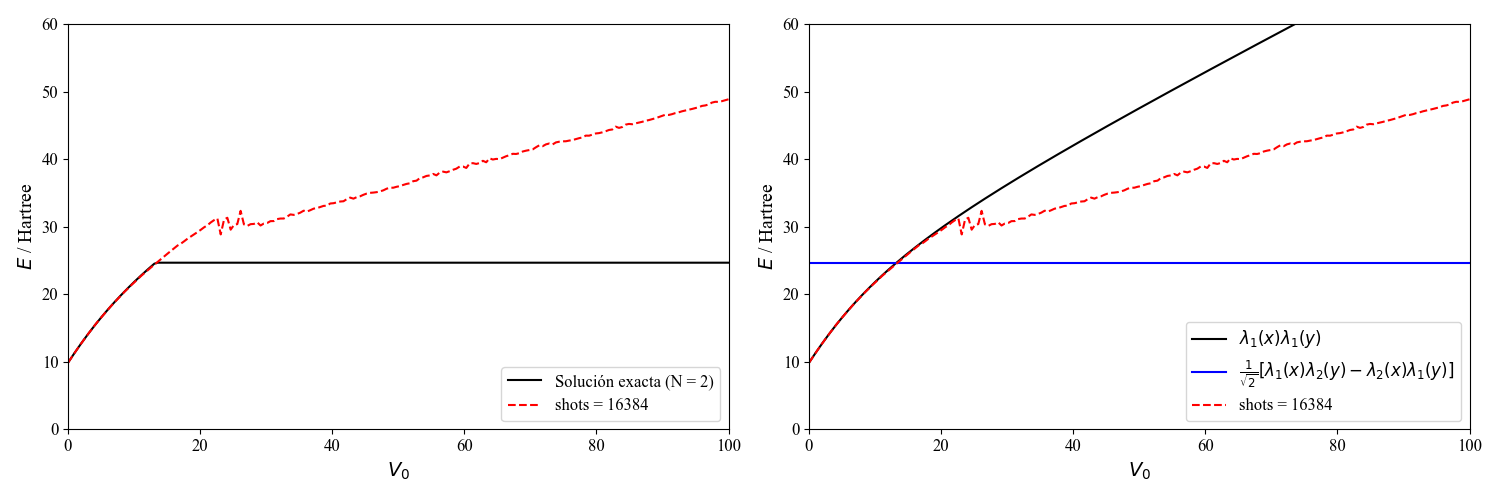 60
50
40
30
20
10
0
E / Hartree
0 20 40 60 80 100
V₀
Solución exacta (N = 2)
shots = 16384
60
50
40
30
20
10
0
E / Hartree
0 20 40 60 80 100
V₀
λ₁(x)λ₁(y)
1/√2[λ₁(x)λ₂(y) − λ₂(x)λ₁(y)]
shots = 16384